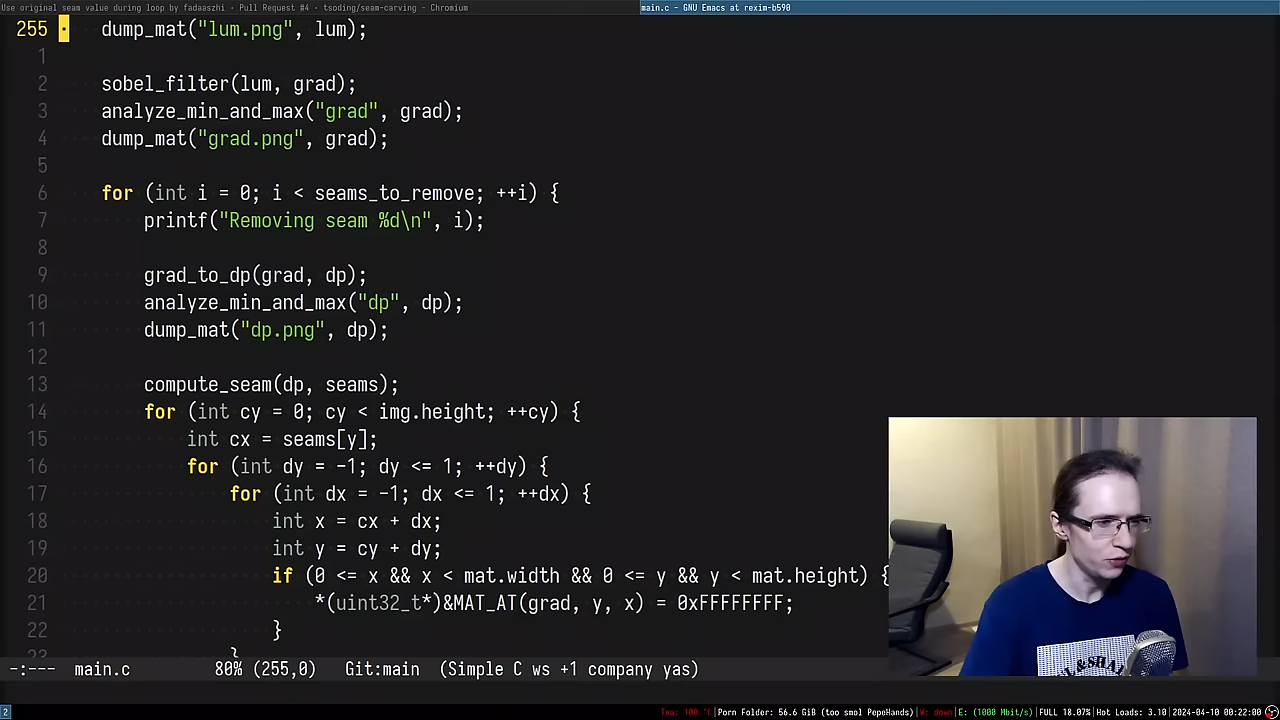 Use original seam value during loop by fadaaszhi · Pull Request #4 · tsoding/seam-carving - Chromium
main.c - GNU Emacs at rexim-b590
255 dump_mat("lum.png", lum);
1
2 sobel_filter(lum, grad);
3 analyze_min_and_max("grad", grad);
4 dump_mat("grad.png", grad);
5
6 for (int i = 0; i < seams_to_remove; ++i) {
7 printf("Removing seam %d\n", i);
8
9 grad_to_dp(grad, dp);
10 analyze_min_and_max("dp", dp);
11 dump_mat("dp.png", dp);
12
13 compute_seam(dp, seams);
14 for (int cy = 0; cy < img.height; ++cy) {
15 int cx = seams[y];
16 for (int dy = -1; dy <= 1; ++dy) {
17 for (int dx = -1; dx <= 1; ++dx) {
18 int x = cx + dx;
19 int y = cy + dy;
20 if (0 <= x && x < mat.width && 0 <= y && y < mat.height) {
21 *(uint32_t*)&MAT_AT(grad, y, x) = 0xFFFFFFFF;
22 }
23 }
-:--- main.c 80% (255,0) Git:main (Simple C ws +1 company yas)
2
Tea: 100 °C|Porn Folder: 56.6 GiB (too smol PepeHands)|W: down|E: (1000 Mbit/s)|FULL 18.07%|Hot Loads: 3.10|2024-04-10 00:22:00